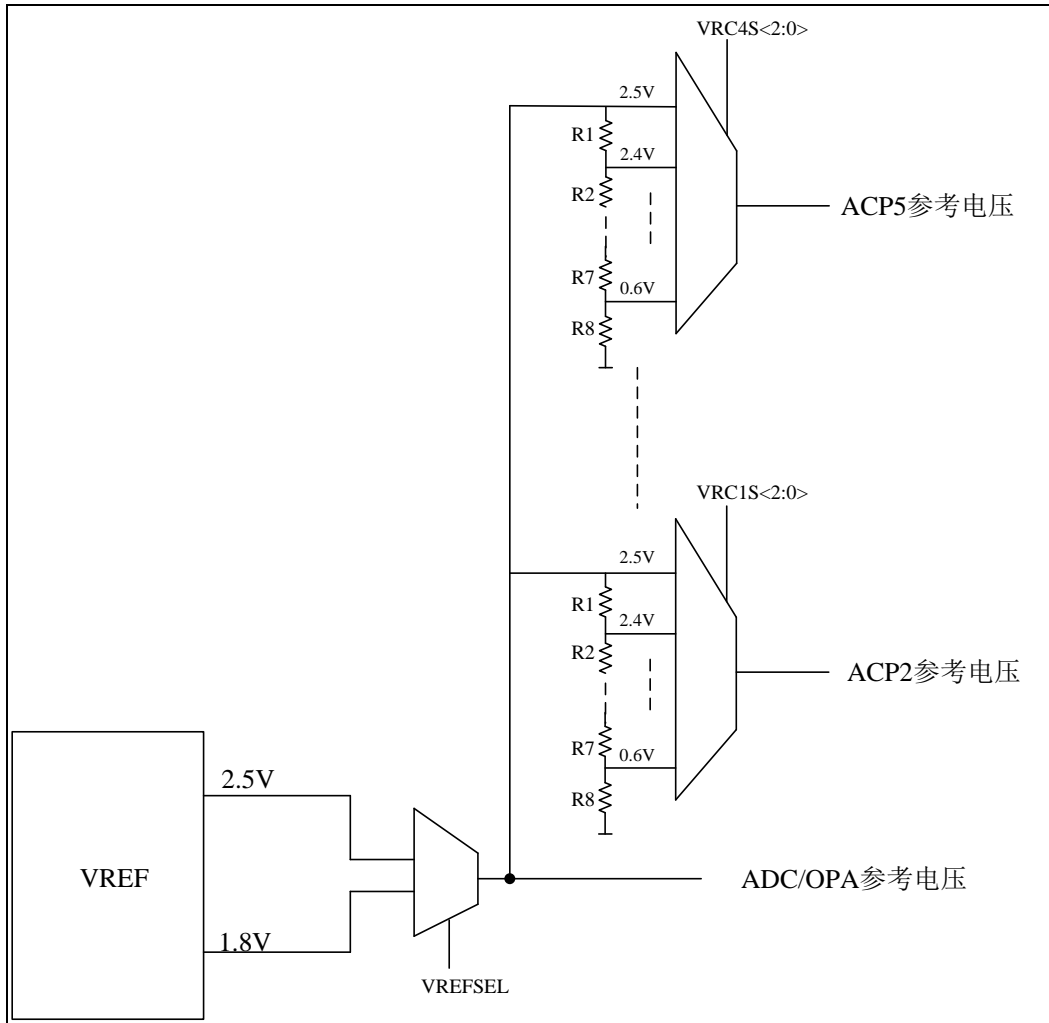 VRC4S<2:0>
2.5V
R1
2.4V
R2
ACP5参考电压
R7
0.6V
R8
VRC1S<2:0>
2.5V
R1
2.4V
R2
ACP2参考电压
R7
0.6V
R8
2.5V
VREF
ADC/OPA参考电压
1.8V
VREFSEL